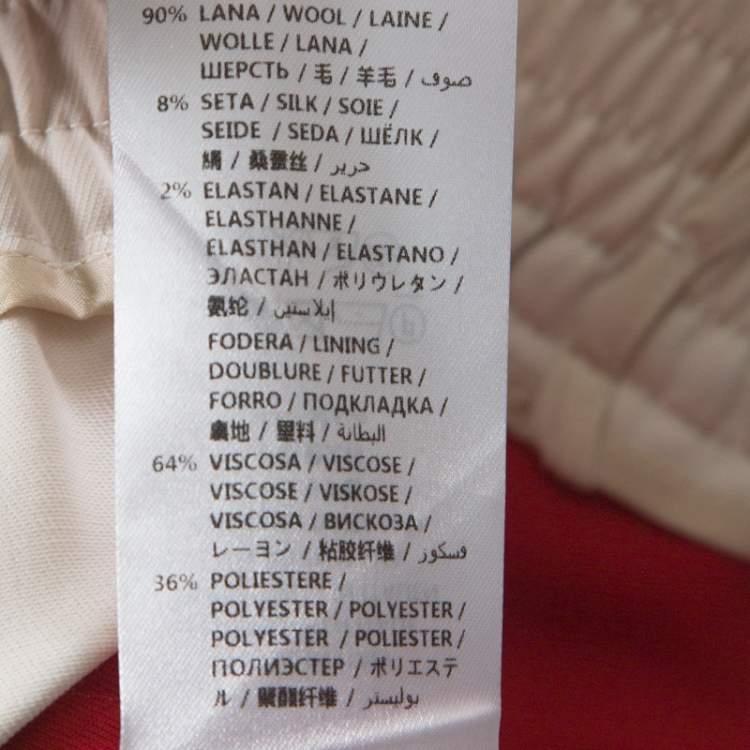 90% LANA / WOOL / LAINE /
WOLLE / LANA /
ШЕРСТЬ / 毛 / 羊毛 / صوف
8% SETA / SILK / SOIE /
SEIDE / SEDA / ШЁЛК /
絹 / 桑蚕丝 / حرير
2% ELASTAN / ELASTANE /
ELASTHANNE /
ELASTHAN / ELASTANO /
ЭЛАСТАН / ポリウレタン /
氨纶 / إيلاستين
FODERA / LINING /
DOUBLURE / FUTTER /
FORRO / ПОДКЛАДКА /
裏地 / 里料 / البطانة
64% VISCOSA / VISCOSE /
VISCOSE / VISKOSE /
VISCOSA / ВИСКОЗА /
レーヨン / 粘胶纤维 / فسكوز
36% POLIESTERE /
POLYESTER / POLYESTER /
POLYESTER / POLIESTER /
ПОЛИЭСТЕР / ポリエステ
ル / 聚酯纤维 / بوليستر